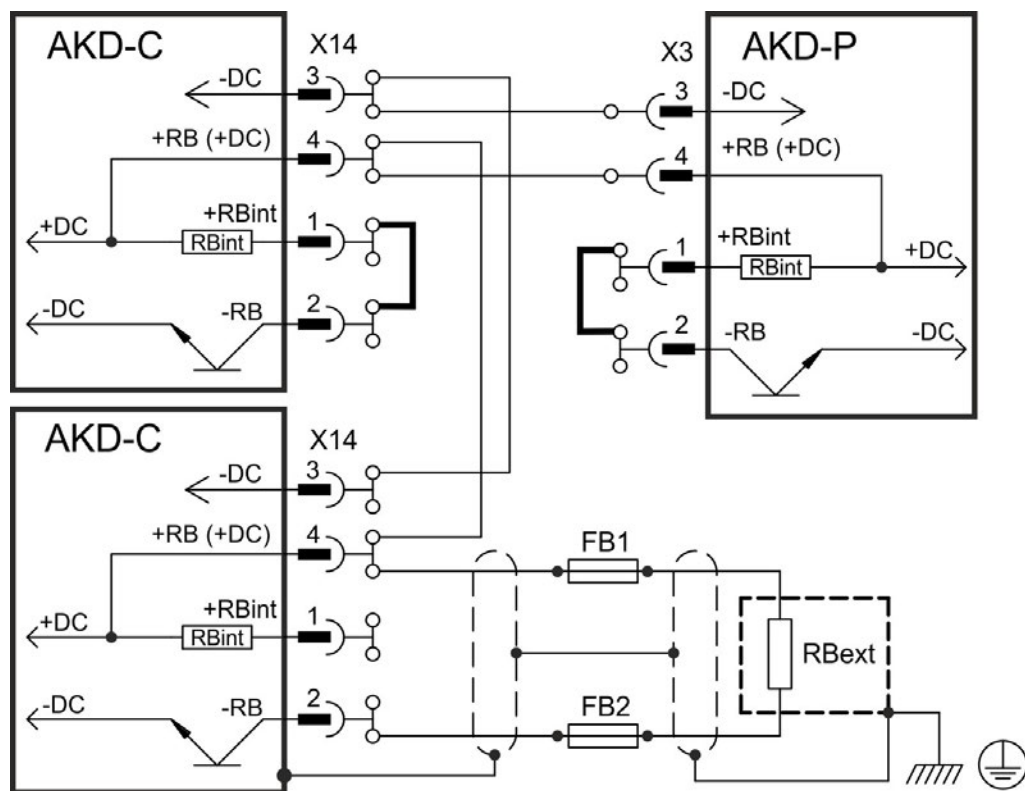 AKD-C
X14
-DC
3
+RB (+DC)
4
+DC
+RBint
RBint
1
-DC
-RB
2
X3
AKD-P
3
-DC
4
+RB (+DC)
1
+RBint
RBint
+DC
2
-RB
-DC
AKD-C
X14
-DC
3
+RB (+DC)
4
+DC
+RBint
RBint
1
-DC
-RB
2
FB1
RBext
FB2